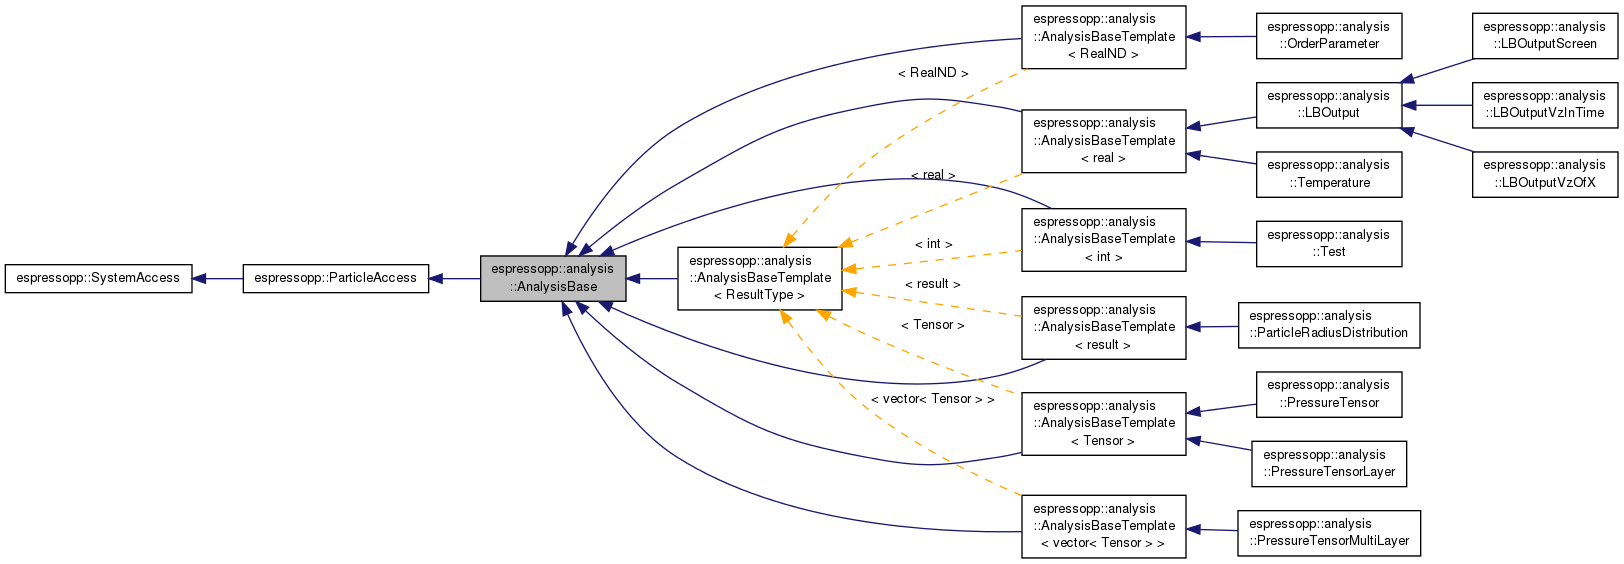 espressopp::SystemAccess
espressopp::ParticleAccess
espressopp::analysis
::AnalysisBase
espressopp::analysis
::AnalysisBaseTemplate
< ResultType >
< RealND >
< real >
< int >
< result >
< Tensor >
< vector< Tensor > >
espressopp::analysis
::AnalysisBaseTemplate
< RealND >
espressopp::analysis
::AnalysisBaseTemplate
< real >
espressopp::analysis
::AnalysisBaseTemplate
< int >
espressopp::analysis
::AnalysisBaseTemplate
< result >
espressopp::analysis
::AnalysisBaseTemplate
< Tensor >
espressopp::analysis
::AnalysisBaseTemplate
< vector< Tensor > >
espressopp::analysis
::OrderParameter
espressopp::analysis
::LBOutput
espressopp::analysis
::Temperature
espressopp::analysis
::Test
espressopp::analysis
::ParticleRadiusDistribution
espressopp::analysis
::PressureTensor
espressopp::analysis
::PressureTensorLayer
espressopp::analysis
::PressureTensorMultiLayer
espressopp::analysis
::LBOutputScreen
espressopp::analysis
::LBOutputVzInTime
espressopp::analysis
::LBOutputVzOfX